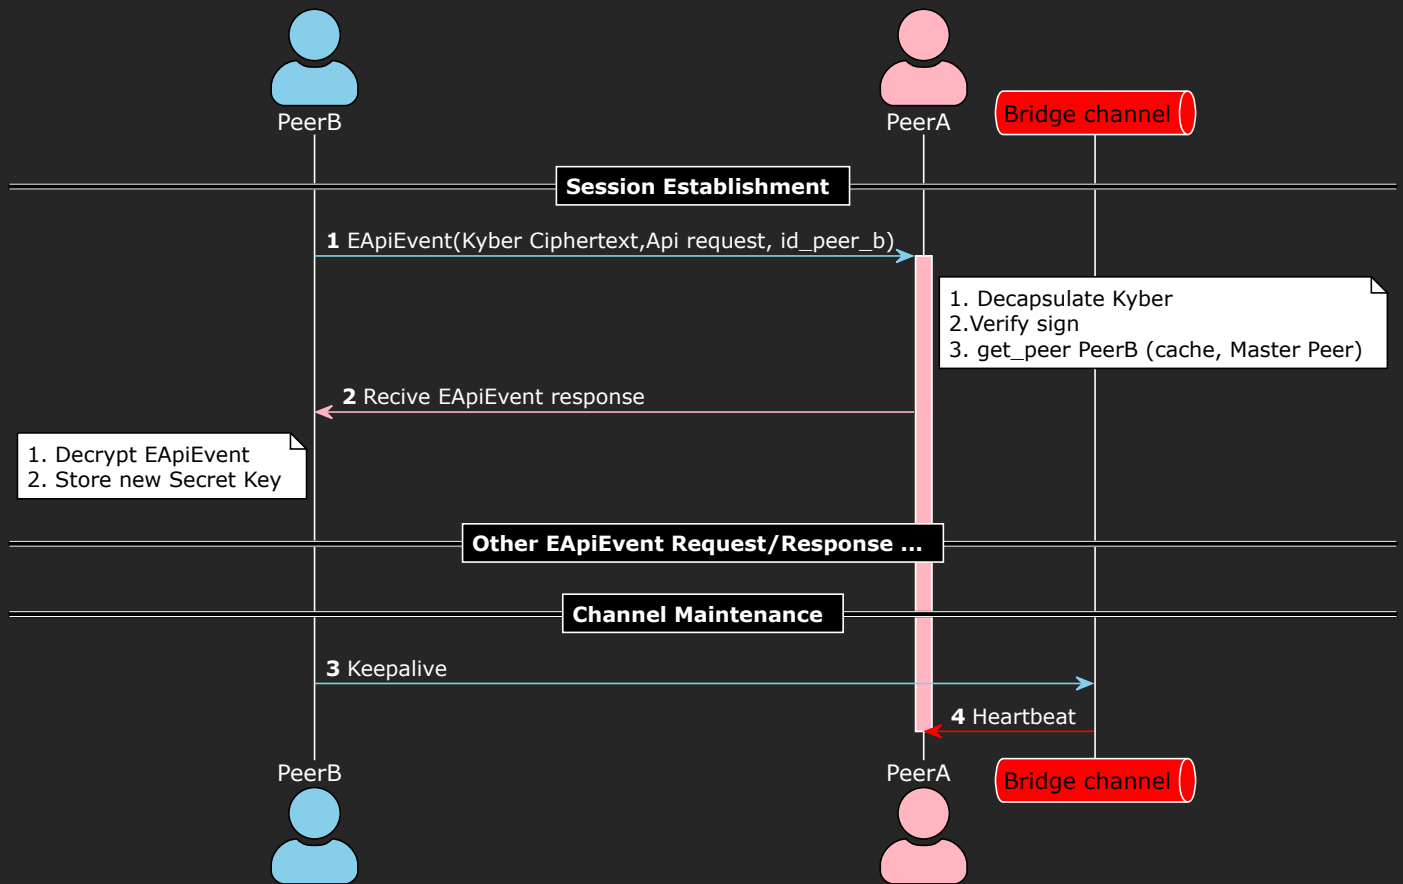 PeerB
PeerA
Bridge channel
Session Establishment
1 EApiEvent(Kyber Ciphertext,Api request, id_peer_b)
1. Decapsulate Kyber
2.Verify sign
3. get_peer PeerB (cache, Master Peer)
2 Recive EApiEvent response
1. Decrypt EApiEvent
2. Store new Secret Key
Other EApiEvent Request/Response ...
Channel Maintenance
3 Keepalive
4 Heartbeat
PeerB
PeerA
Bridge channel